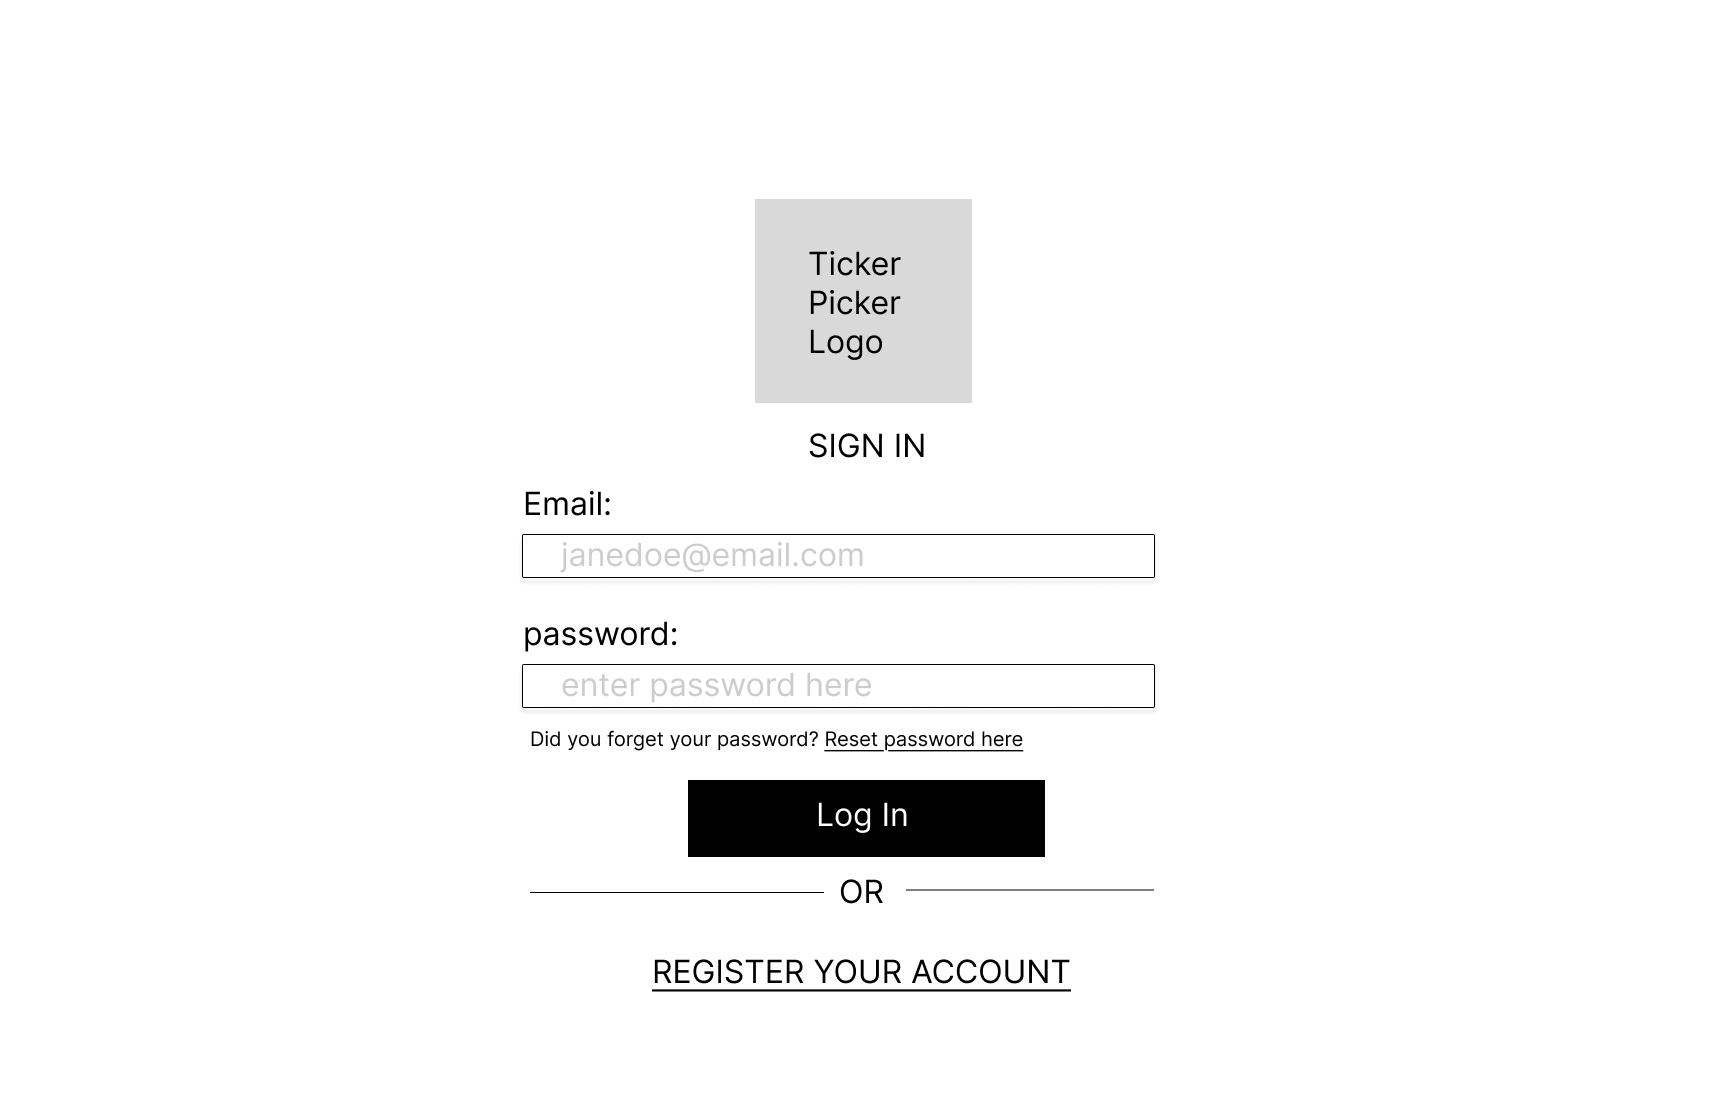 Ticker
Picker
Logo
SIGN IN
Email:
janedoe@email.com
password:
enter password here
Did you forget your password? Reset password here
Log In
OR
REGISTER YOUR ACCOUNT